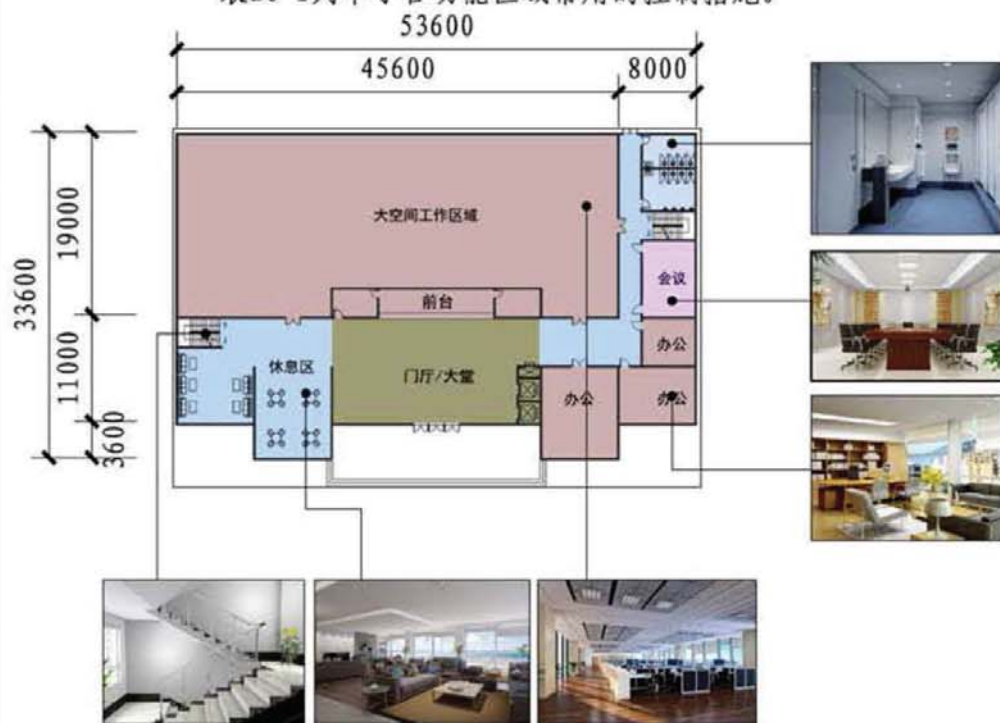 53600
45600
8000
19000
33600
11000
3600
大空间工作区域
前台
会议
办公
休息区
门厅/大堂
办公
办公